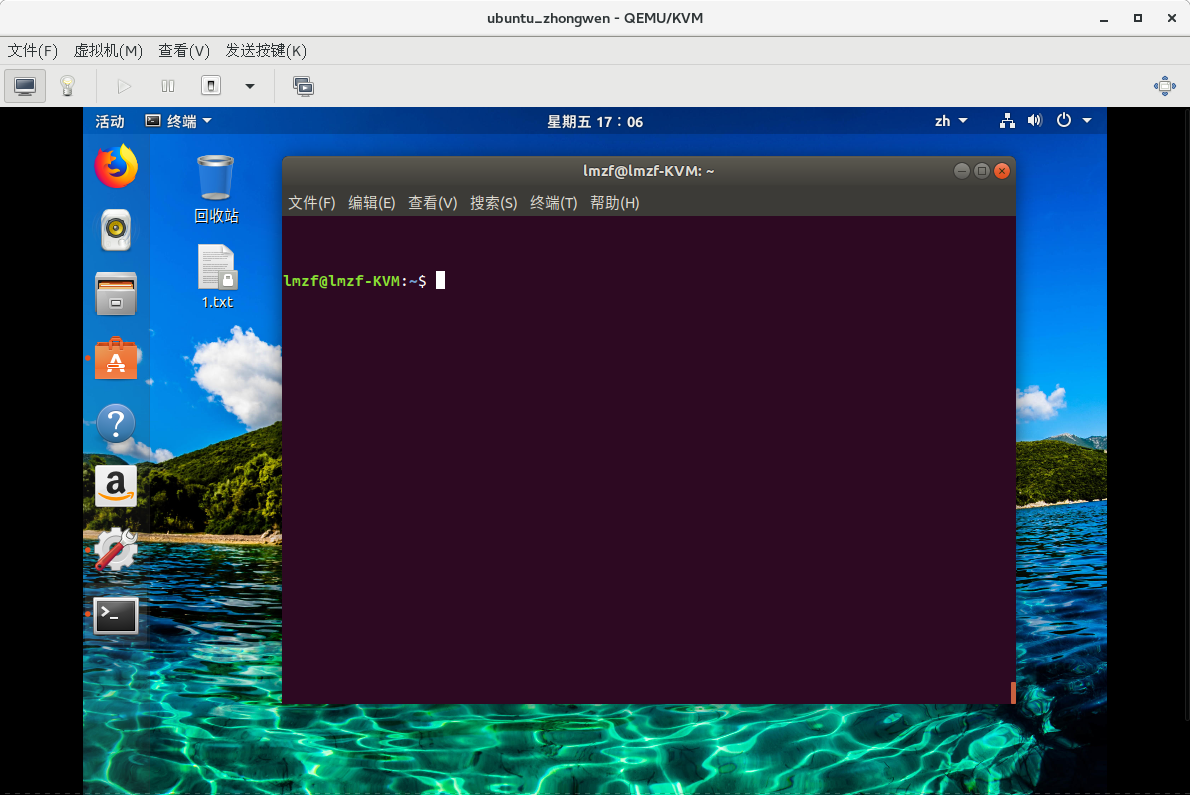 ubuntu_zhongwen - QEMU/KVM
文件(F) 虚拟机(M) 查看(V) 发送按键(K)
活动 终端 星期五 17：06 zh
回收站
1.txt
lmzf@lmzf-KVM: ~
文件(F) 编辑(E) 查看(V) 搜索(S) 终端(T) 帮助(H)
lmzf@lmzf-KVM:~$